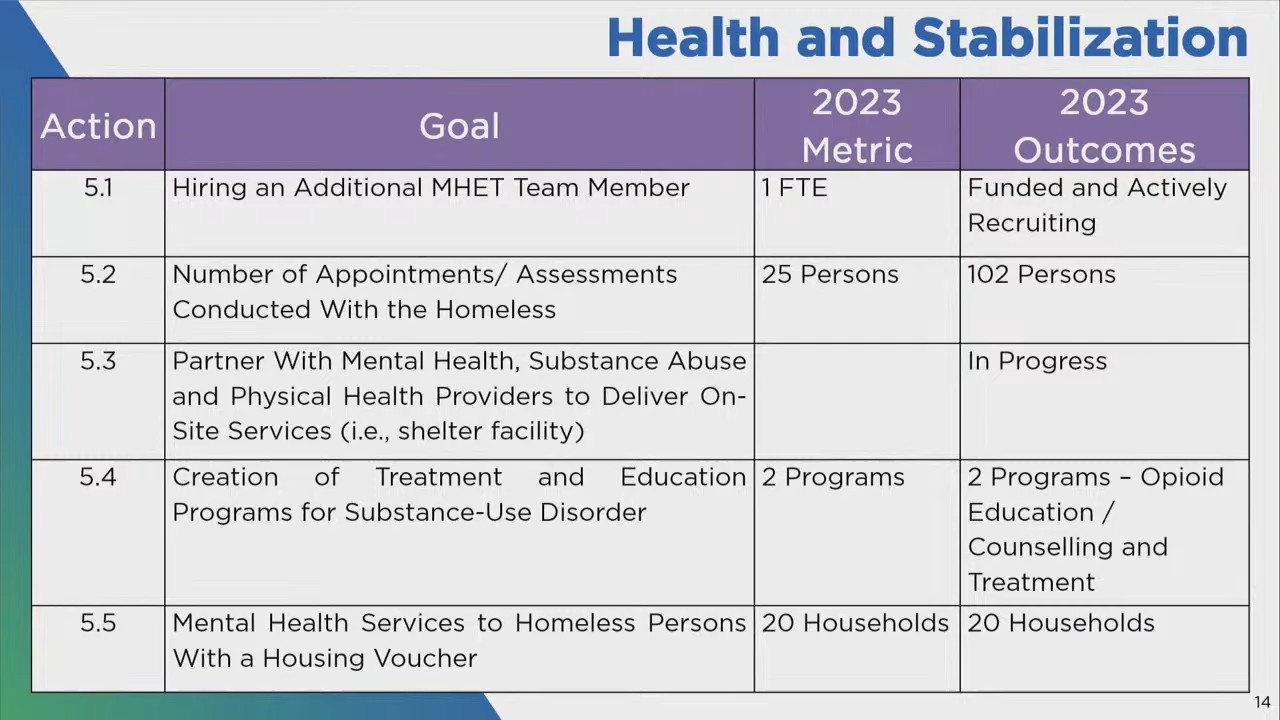 Health and Stabilization
Action
Goal
2023
Metric
2023
Outcomes
5.1
Hiring an Additional MHET Team Member
1 FTE
Funded and Actively
Recruiting
5.2
Number of Appointments/ Assessments
Conducted With the Homeless
25 Persons
102 Persons
5.3
Partner With Mental Health, Substance Abuse
and Physical Health Providers to Deliver On-
Site Services (i.e., shelter facility)
In Progress
5.4
Creation of Treatment and Education
Programs for Substance-Use Disorder
2 Programs
2 Programs – Opioid
Education /
Counselling and
Treatment
5.5
Mental Health Services to Homeless Persons
With a Housing Voucher
20 Households
20 Households
14